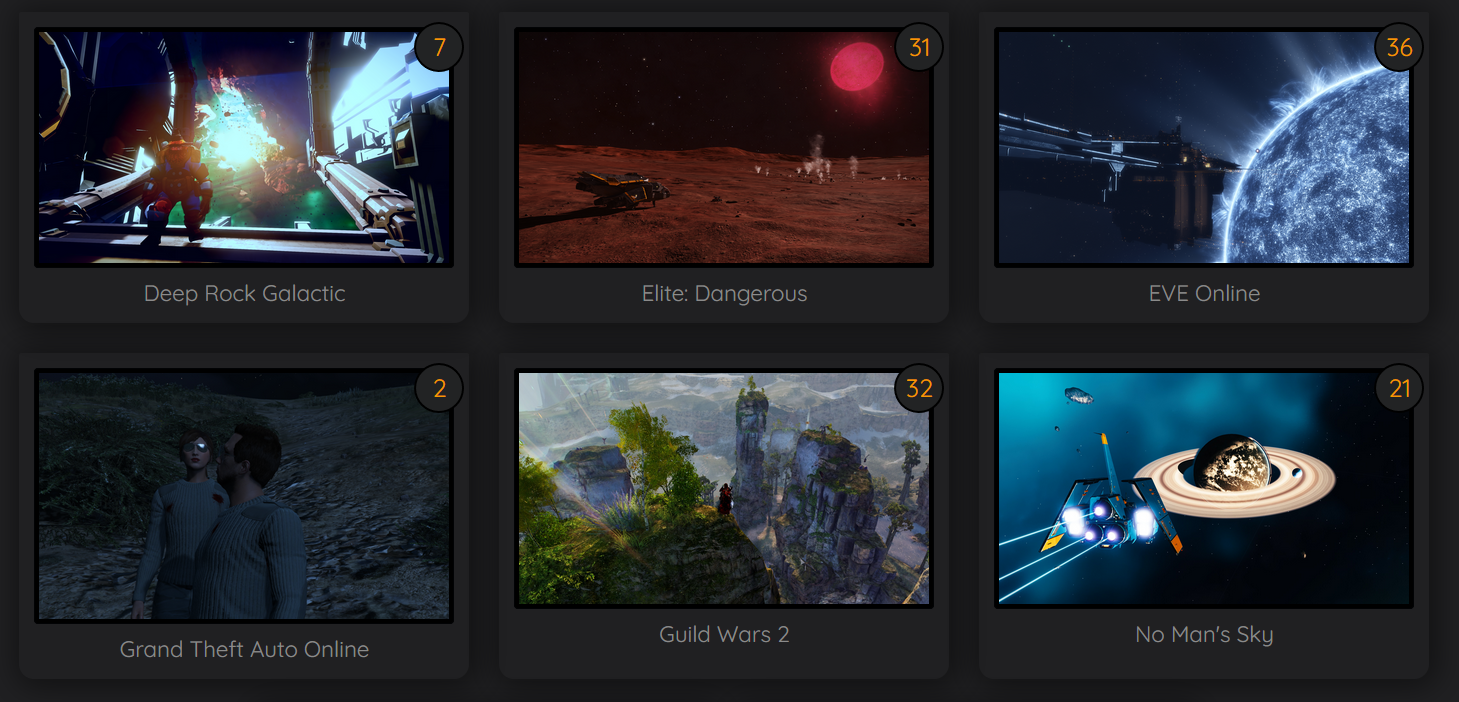 7
31
36
Deep Rock Galactic
Elite: Dangerous
EVE Online
2
32
21
Grand Theft Auto Online
Guild Wars 2
No Man's Sky